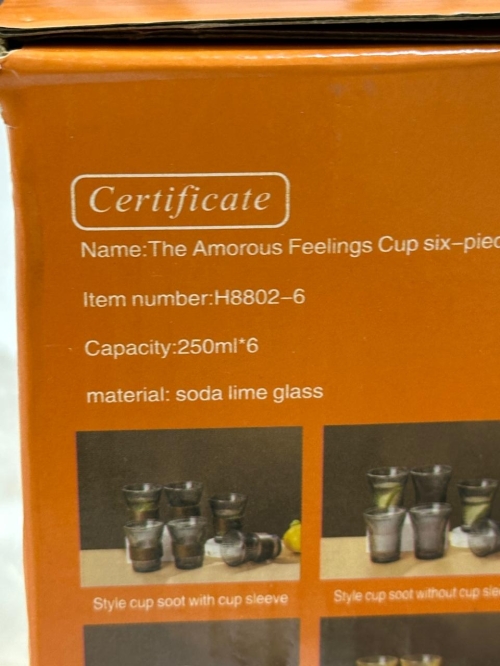 Certificate
Name:The Amorous Feelings Cup six-piec
Item number:H8802-6
Capacity:250ml*6
material: soda lime glass
Style cup soot with cup sleeve
Style cup soot without cup slee